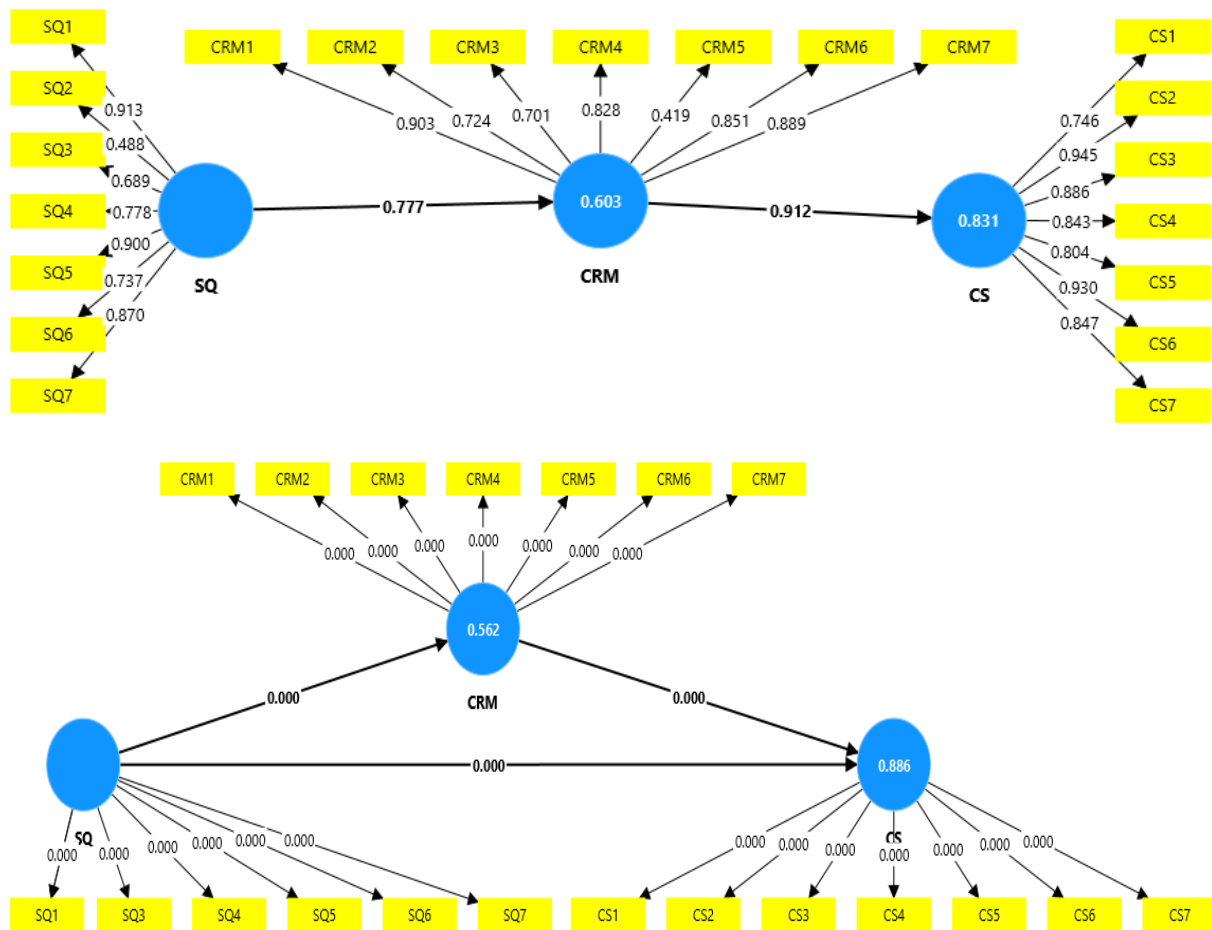 SQ1
SQ2
SQ3
SQ4
SQ5
SQ6
SQ7
0.913
0.488
0.689
0.778
0.900
0.737
0.870
SQ
0.777
CRM1 CRM2 CRM3 CRM4 CRM5 CRM6 CRM7
0.903 0.724 0.701 0.828 0.419 0.851 0.889
0.603
CRM
0.912
0.831
CS
0.746
0.945
0.886
0.843
0.804
0.930
0.847
CS1
CS2
CS3
CS4
CS5
CS6
CS7
CRM1 CRM2 CRM3 CRM4 CRM5 CRM6 CRM7
0.000 0.000 0.000 0.000 0.000 0.000 0.000
0.562
CRM
0.000 0.000
0.000
0.886
SQ CS
0.000 0.000 0.000 0.000 0.000 0.000
0.000 0.000 0.000 0.000 0.000 0.000 0.000
SQ1 SQ3 SQ4 SQ5 SQ6 SQ7 CS1 CS2 CS3 CS4 CS5 CS6 CS7